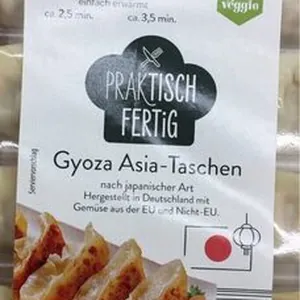 einfach erwärmt
ca. 2,5 min.
ca. 3,5 min.
veggie
PRAKTISCH
FERTIG
Gyoza Asia-Taschen
nach japanischer Art
Hergestellt in Deutschland mit
Gemüse aus der EU und Nicht-EU.
Serviervorschlag